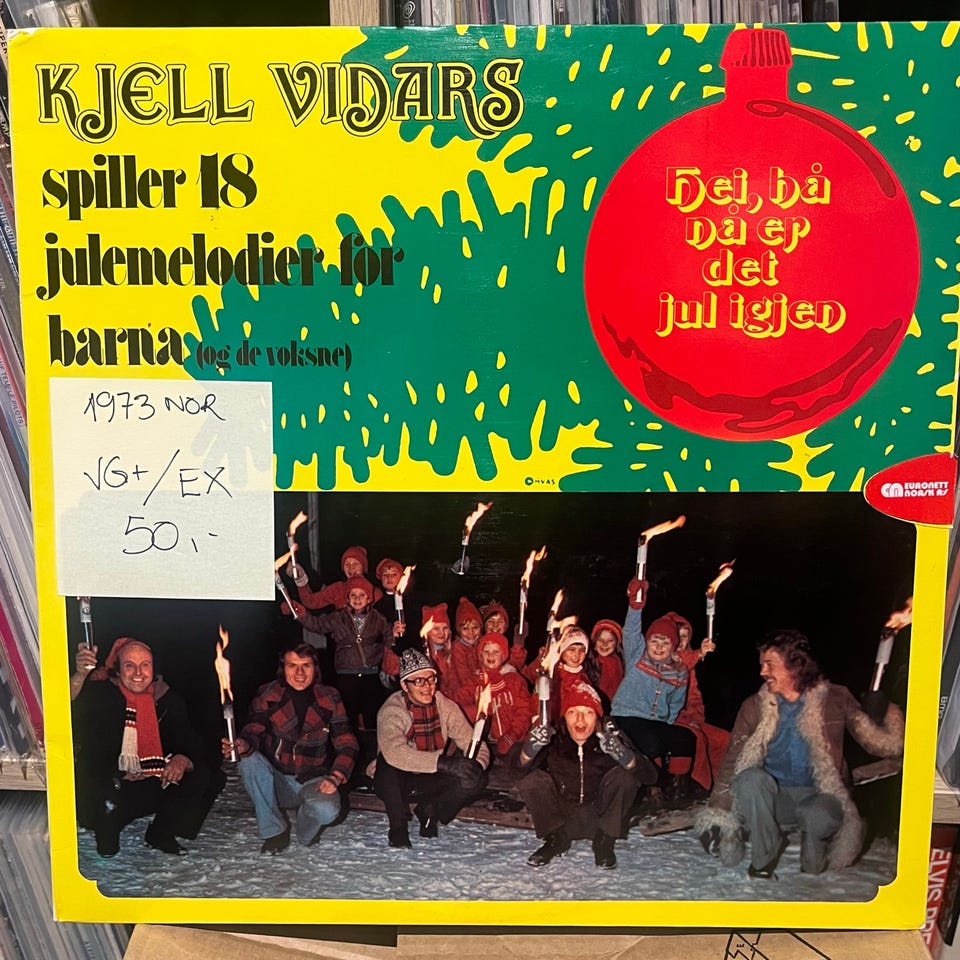 KJELL VIDARS
spiller 18
julemelodier for
barna (og de voksne)
Hei, hå
nå er
det
jul igjen
1973 NOR
VG+/EX
50,-
EURONETT
NORSK AS
ELVIS